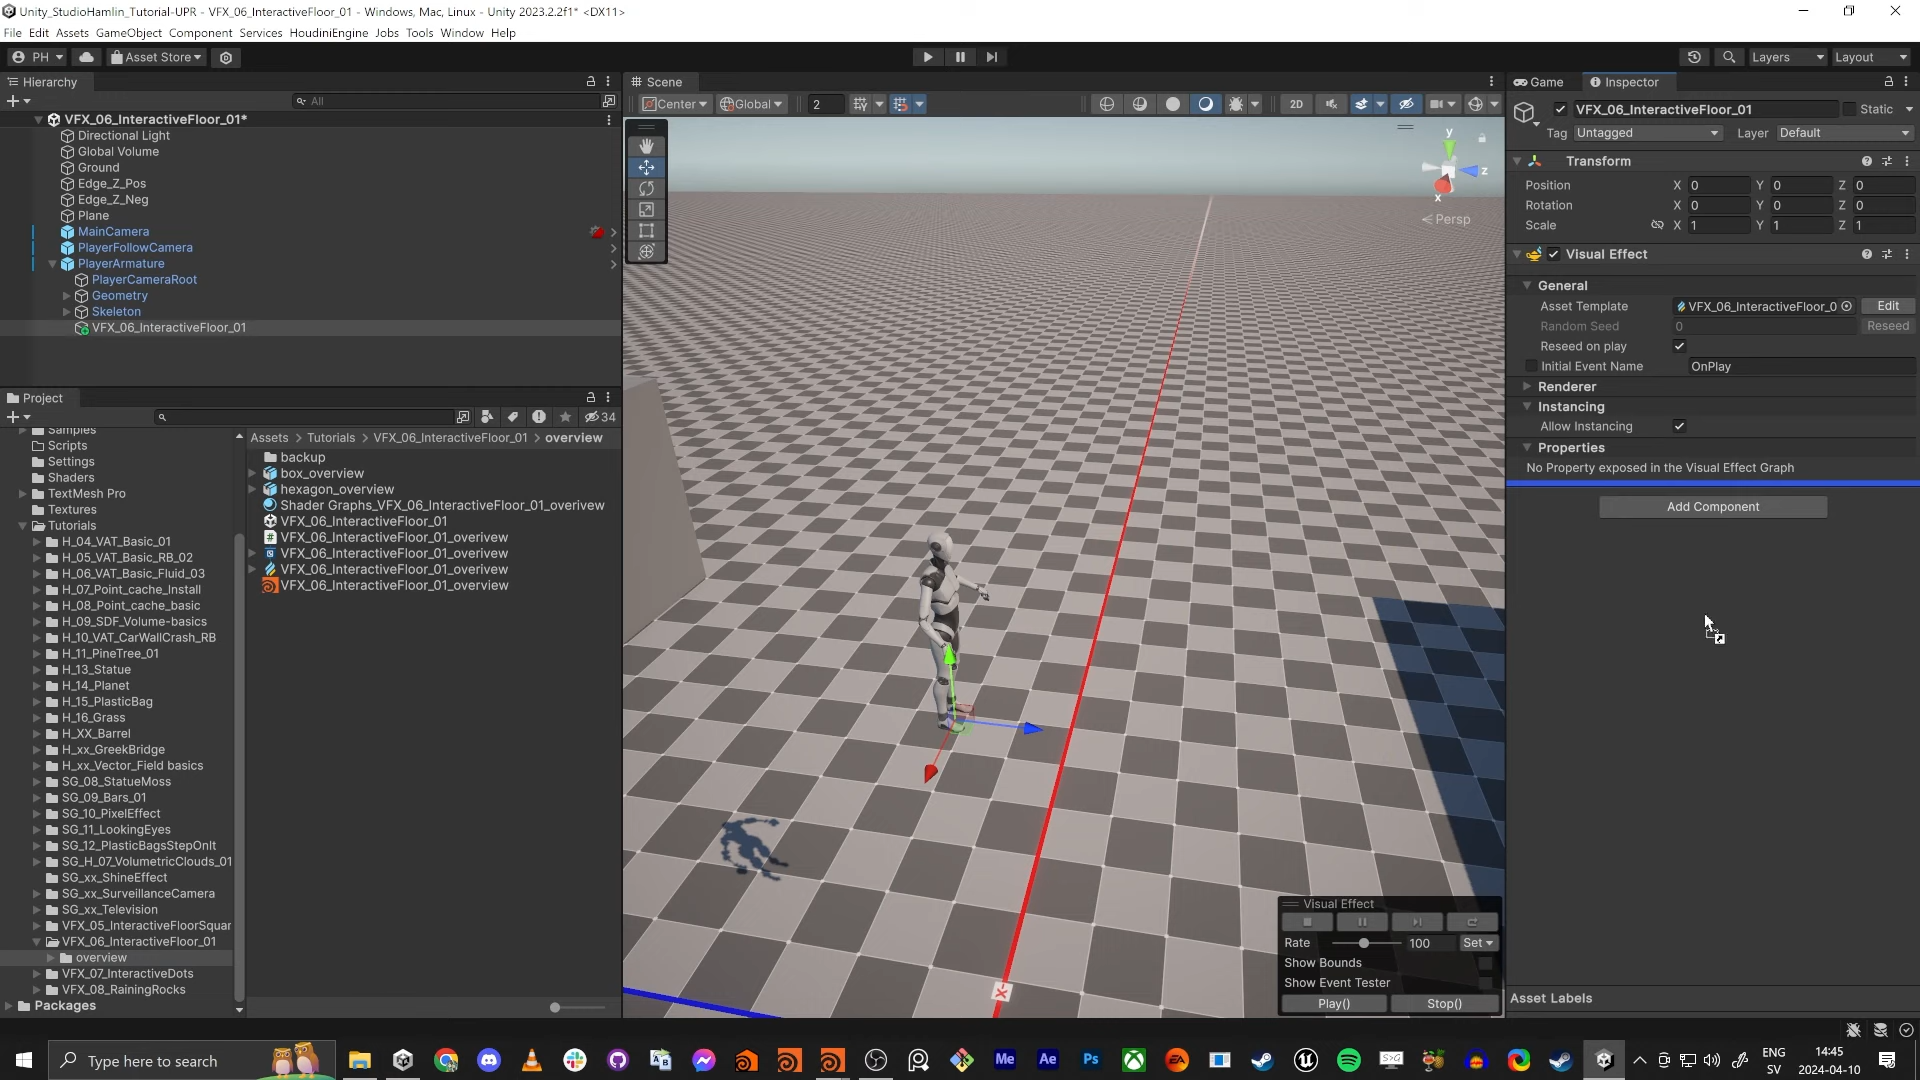 Unity_StudioHamlin_Tutorial-UPR - VFX_06_InteractiveFloor_01 - Windows, Mac, Linux - Unity 2023.2.2f1* <DX11>
File Edit Assets GameObject Component Services HoudiniEngine Jobs Tools Window Help
PH Asset Store Layers Layout
Hierarchy
All
VFX_06_InteractiveFloor_01*
Directional Light
Global Volume
Ground
Edge_Z_Pos
Edge_Z_Neg
Plane
MainCamera
PlayerFollowCamera
PlayerArmature
PlayerCameraRoot
Geometry
Skeleton
VFX_06_InteractiveFloor_01
Project
34
Samples
Scripts
Settings
Shaders
TextMesh Pro
Textures
Tutorials
H_04_VAT_Basic_01
H_05_VAT_Basic_RB_02
H_06_VAT_Basic_Fluid_03
H_07_Point_cache_Install
H_08_Point_cache_basic
H_09_SDF_Volume-basics
H_10_VAT_CarWallCrash_RB
H_11_PineTree_01
H_13_Statue
H_14_Planet
H_15_PlasticBag
H_16_Grass
H_XX_Barrel
H_xx_GreekBridge
H_xx_Vector_Field basics
SG_08_StatueMoss
SG_09_Bars_01
SG_10_PixelEffect
SG_11_LookingEyes
SG_12_PlasticBagsStepOnIt
SG_H_07_VolumetricClouds_01
SG_xx_ShineEffect
SG_xx_SurveillanceCamera
SG_xx_Television
VFX_05_InteractiveFloorSquar
VFX_06_InteractiveFloor_01
overview
VFX_07_InteractiveDots
VFX_08_RainingRocks
Packages
Assets > Tutorials > VFX_06_InteractiveFloor_01 > overview
backup
box_overview
hexagon_overview
Shader Graphs_VFX_06_InteractiveFloor_01_overivew
VFX_06_InteractiveFloor_01
VFX_06_InteractiveFloor_01_overivew
VFX_06_InteractiveFloor_01_overivew
VFX_06_InteractiveFloor_01_overivew
VFX_06_InteractiveFloor_01_overview
Scene
Center Global 2 2D
y
z
x
Persp
X
Visual Effect
Rate 100 Set
Show Bounds
Show Event Tester
Play() Stop()
Game Inspector
VFX_06_InteractiveFloor_01 Static
Tag Untagged Layer Default
Transform
Position X 0 Y 0 Z 0
Rotation X 0 Y 0 Z 0
Scale X 1 Y 1 Z 1
Visual Effect
General
Asset Template VFX_06_InteractiveFloor_0 Edit
Random Seed 0 Reseed
Reseed on play
Initial Event Name OnPlay
Renderer
Instancing
Allow Instancing
Properties
No Property exposed in the Visual Effect Graph
Add Component
Asset Labels
Type here to search
Me Ae Ps EA S>G
ENG
SV
14:45
2024-04-10